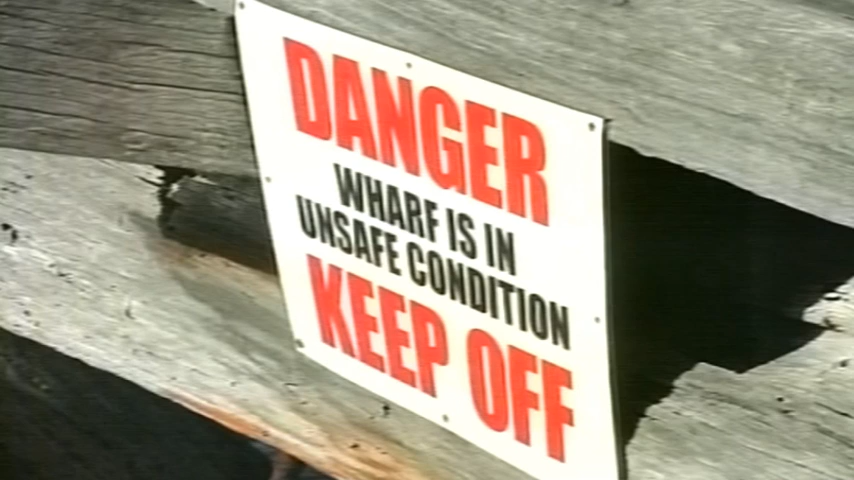 DANGER
WHARF IS IN
UNSAFE CONDITION
KEEP OFF